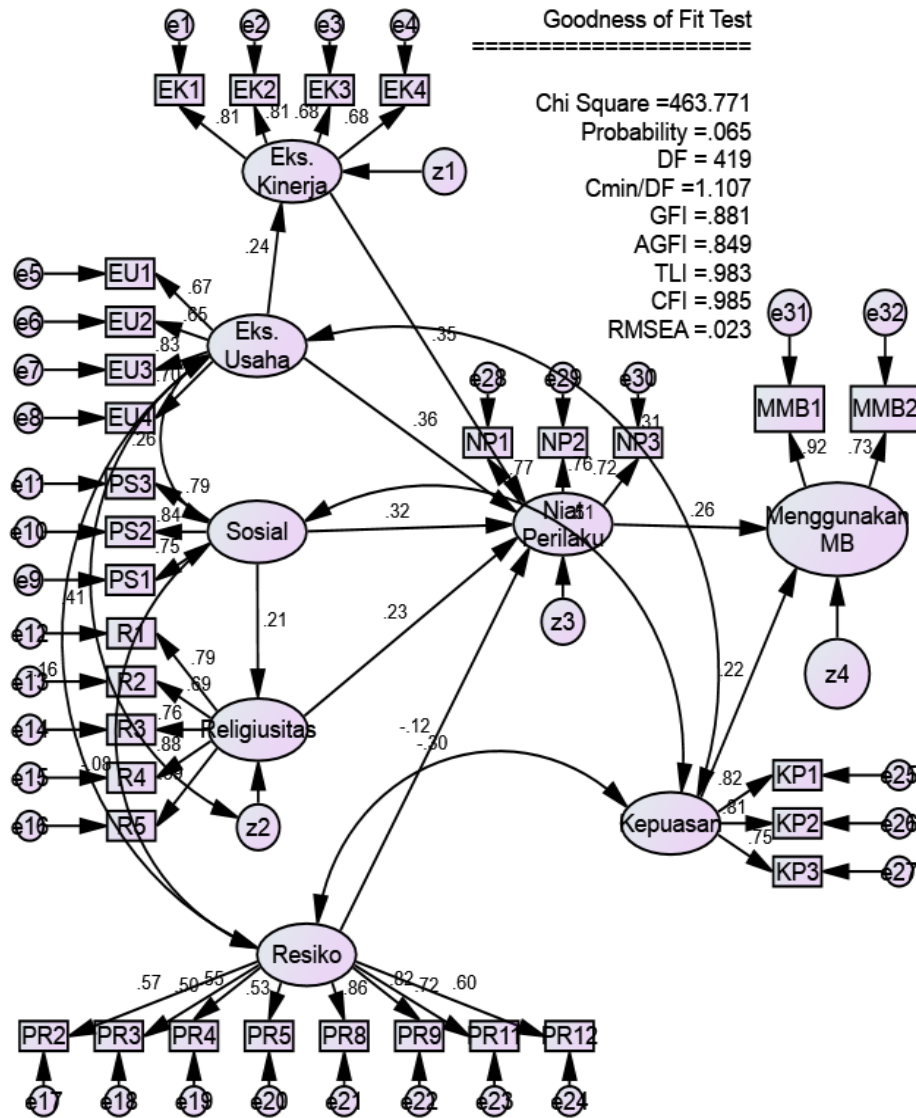 Goodness of Fit Test
=====================
Chi Square =463.771
Probability =.065
DF = 419
Cmin/DF =1.107
GFI =.881
AGFI =.849
TLI =.983
CFI =.985
RMSEA =.023
e1 e2 e3 e4
EK1 EK2 EK3 EK4
.81 .81 .68 .68
Eks.
Kinerja
z1
.24
.35
e5 EU1 .67
e6 EU2 .65
e7 EU3 .83
e8 EU4 .70
Eks.
Usaha
.26
.36
.31
e28 e29 e30
NP1 NP2 NP3
.77 .76 .72
e31 e32
MMB1 MMB2
.92 .73
e11 PS3 .79
e10 PS2 .84
e9 PS1 .75
Sosial
.32
Niat
Perilaku
.26
Menggunakan
MB
z3
z4
.41
.21
.23
.22
e12 R1 .79
e13 R2 .69
e14 R3 .76
e15 R4 .88
e16 R5
Religiusitas
z2
-.08
-.12
-.30
Kepuasan
.82 KP1 e25
.81 KP2 e26
.75 KP3 e27
Resiko
.57 .50 .55 .53 .86 .82 .72 .60
PR2 PR3 PR4 PR5 PR8 PR9 PR11 PR12
e17 e18 e19 e20 e21 e22 e23 e24